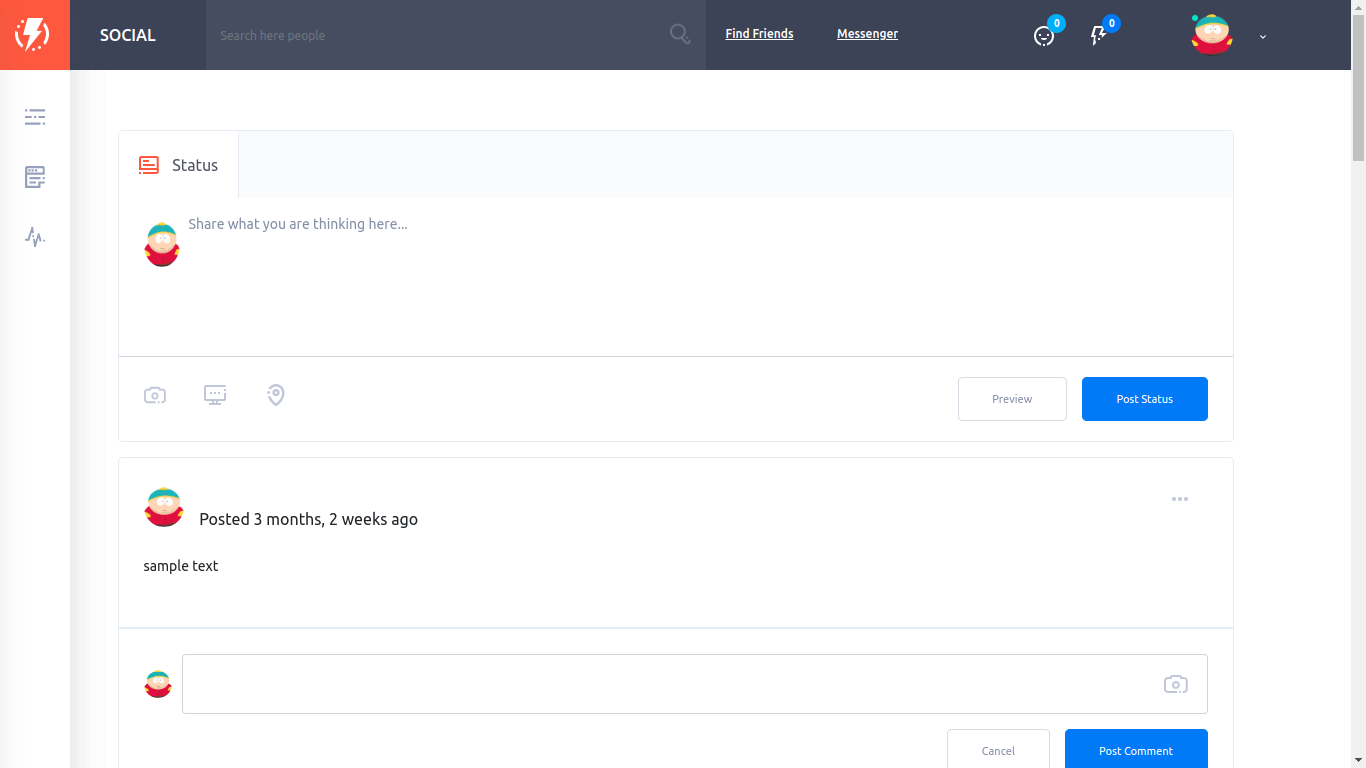 SOCIAL
Search here people
Find Friends
Messenger
0
0
Status
Share what you are thinking here...
Preview
Post Status
Posted 3 months, 2 weeks ago
sample text
Cancel
Post Comment